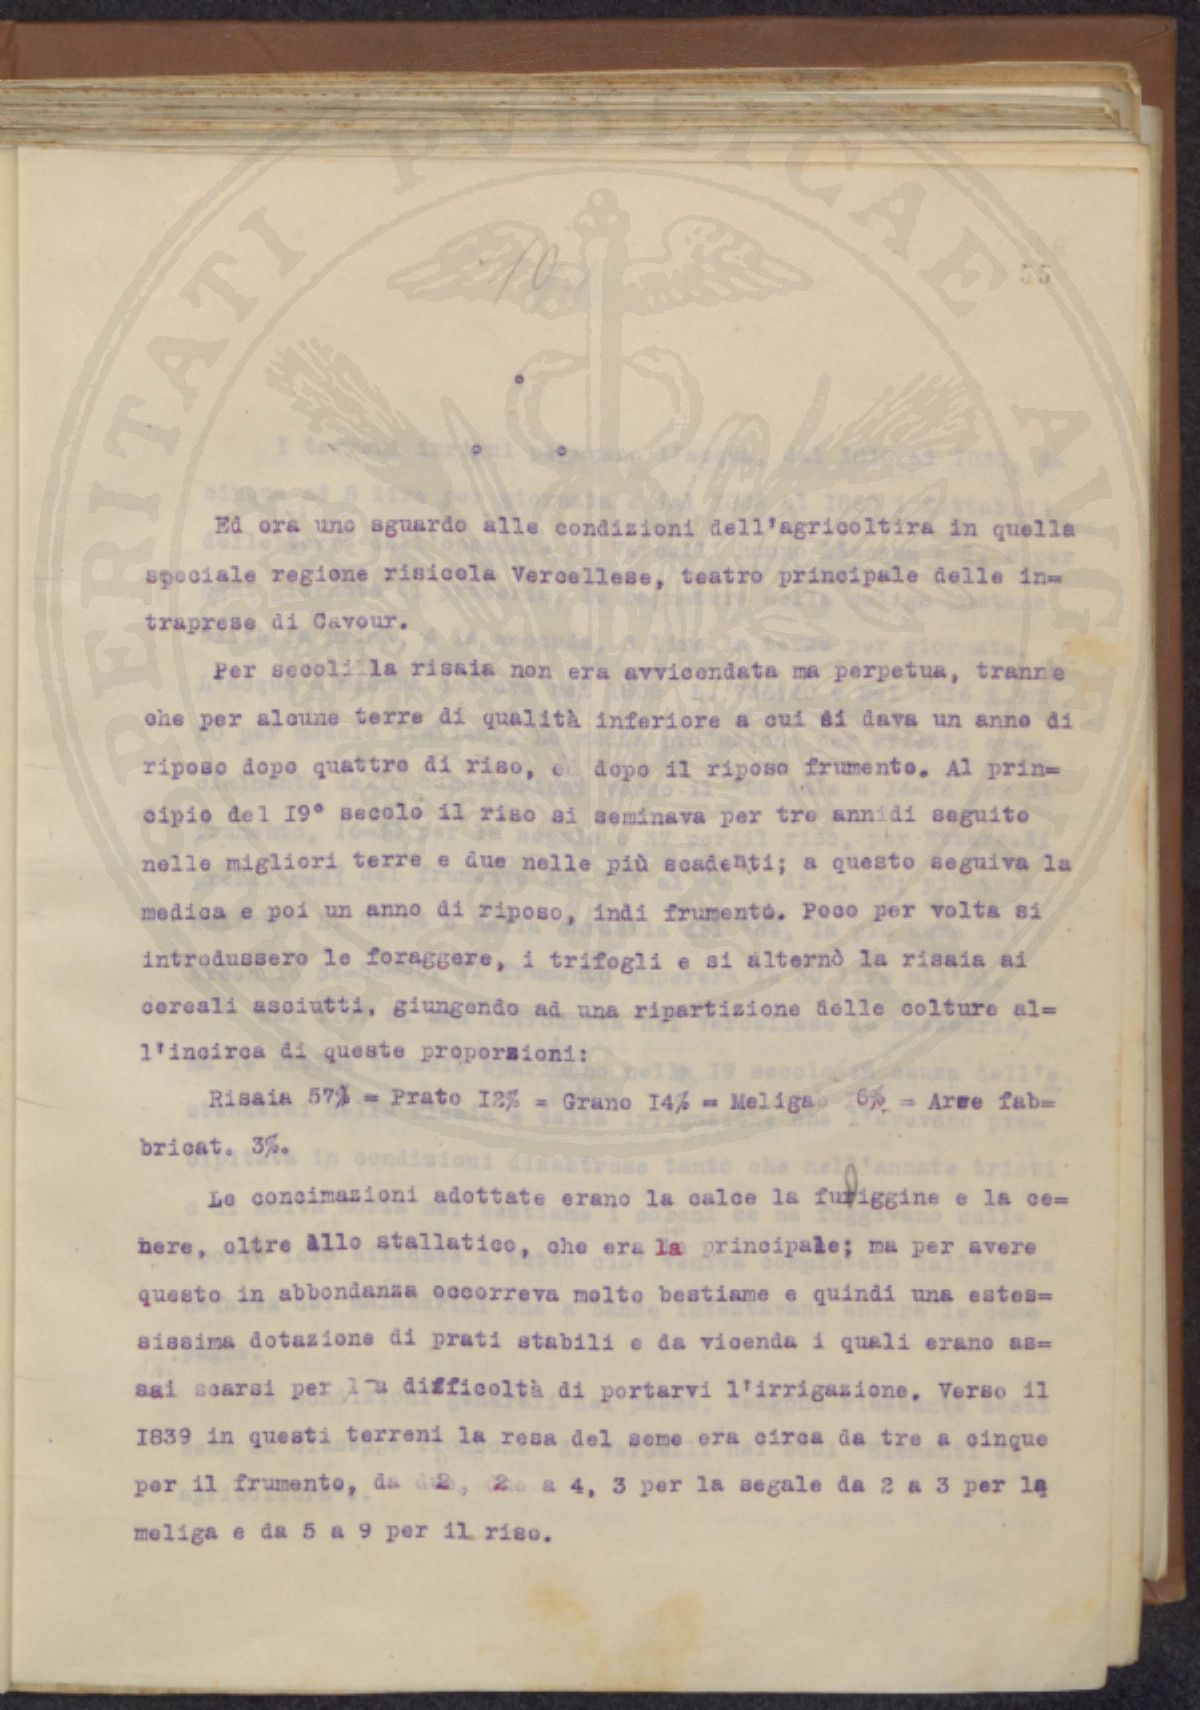 PROSPERITATI PUBLICAE AVGENDAE
10
55
Ed ora uno sguardo alle condizioni dell'agricoltira in quella
speciale regione risicola Vercellese, teatro principale delle in=
traprese di Cavour.
Per secoli la risaia non era avvicendata ma perpetua, tranne
che per alcune terre di qualità inferiore a cui si dava un anno di
riposo dopo quattro di riso, ed dopo il riposo frumento. Al prin=
cipio del I9° secolo il riso si seminava per tre annidi seguito
nelle migliori terre e due nelle più scadenti; a questo seguiva la
medica e poi un anno di riposo, indi frumento. Poco per volta si
introdussero le foraggere, i trifogli e si alternò la risaia ai
cereali asciutti, giungendo ad una ripartizione delle colture al=
l'incirca di queste proporzioni:
Risaia 57% = Prato I2% = Grano I4% = Meliga 6% = Aree fab=
bricat. 3%.
Le concimazioni adottate erano la calce la fuliggine e la ce=
nere, oltre allo stallatico, che era la principale; ma per avere
questo in abbondanza occorreva molto bestiame e quindi una estes=
sissima dotazione di prati stabili e da vicenda i quali erano as=
sai scarsi per la difficoltà di portarvi l'irrigazione. Verso il
I839 in questi terreni la resa del seme era circa da tre a cinque
per il frumento, da 2, 2 a 4, 3 per la segale da 2 a 3 per la
meliga e da 5 a 9 per il riso.